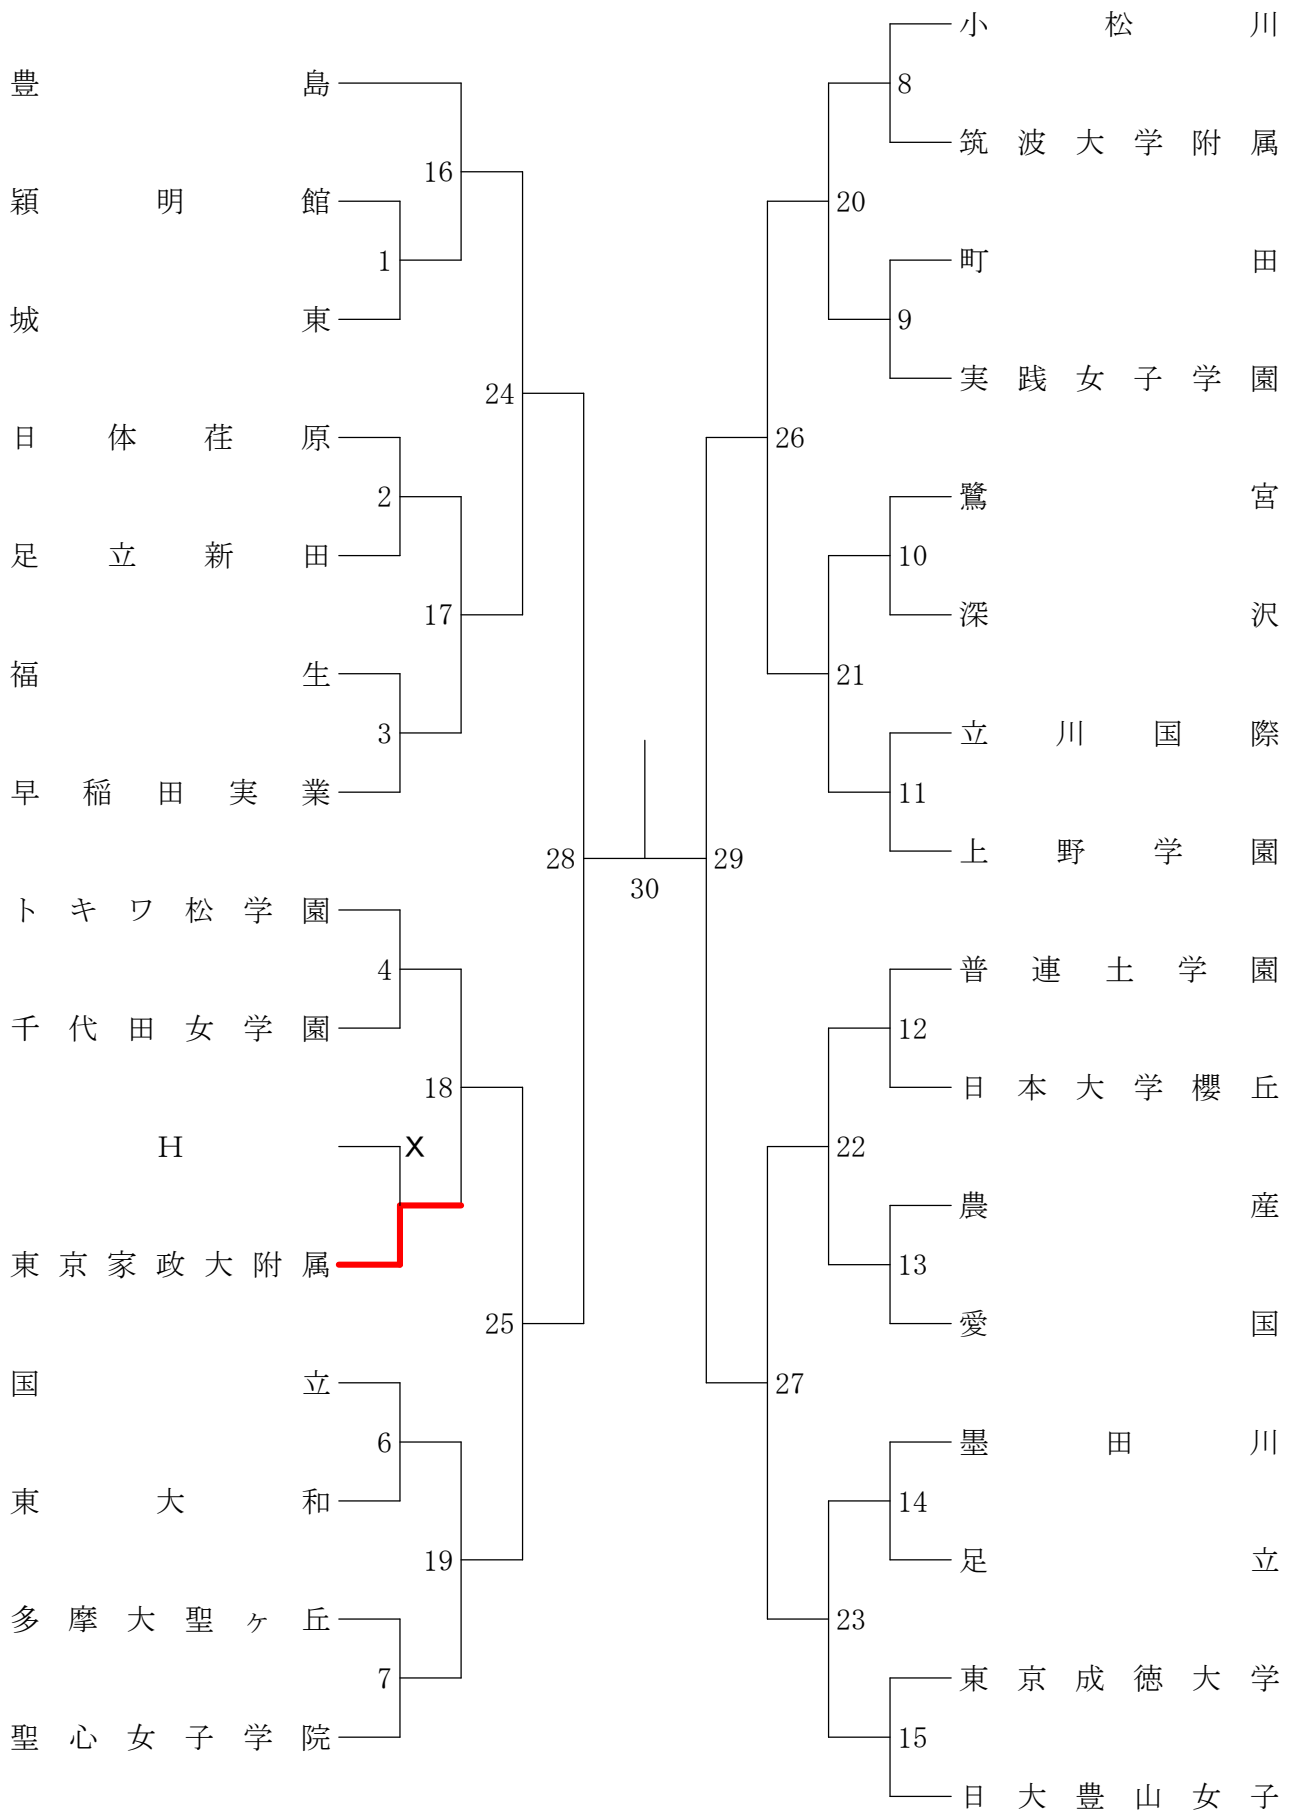 豊島
16
穎明館
1
城東
24
日体荏原
2
足立新田
17
福生
3
早稲田実業
28
トキワ松学園
4
千代田女学園
18
H
X
東京家政大附属
25
国立
6
東大和
19
多摩大聖ヶ丘
7
聖心女子学院
30
小松川
8
筑波大学附属
20
町田
9
実践女子学園
26
鷺宮
10
深沢
21
立川国際
11
上野学園
29
普連土学園
12
日本大学櫻丘
22
農産
13
愛国
27
墨田川
14
足立
23
東京成徳大学
15
日大豊山女子